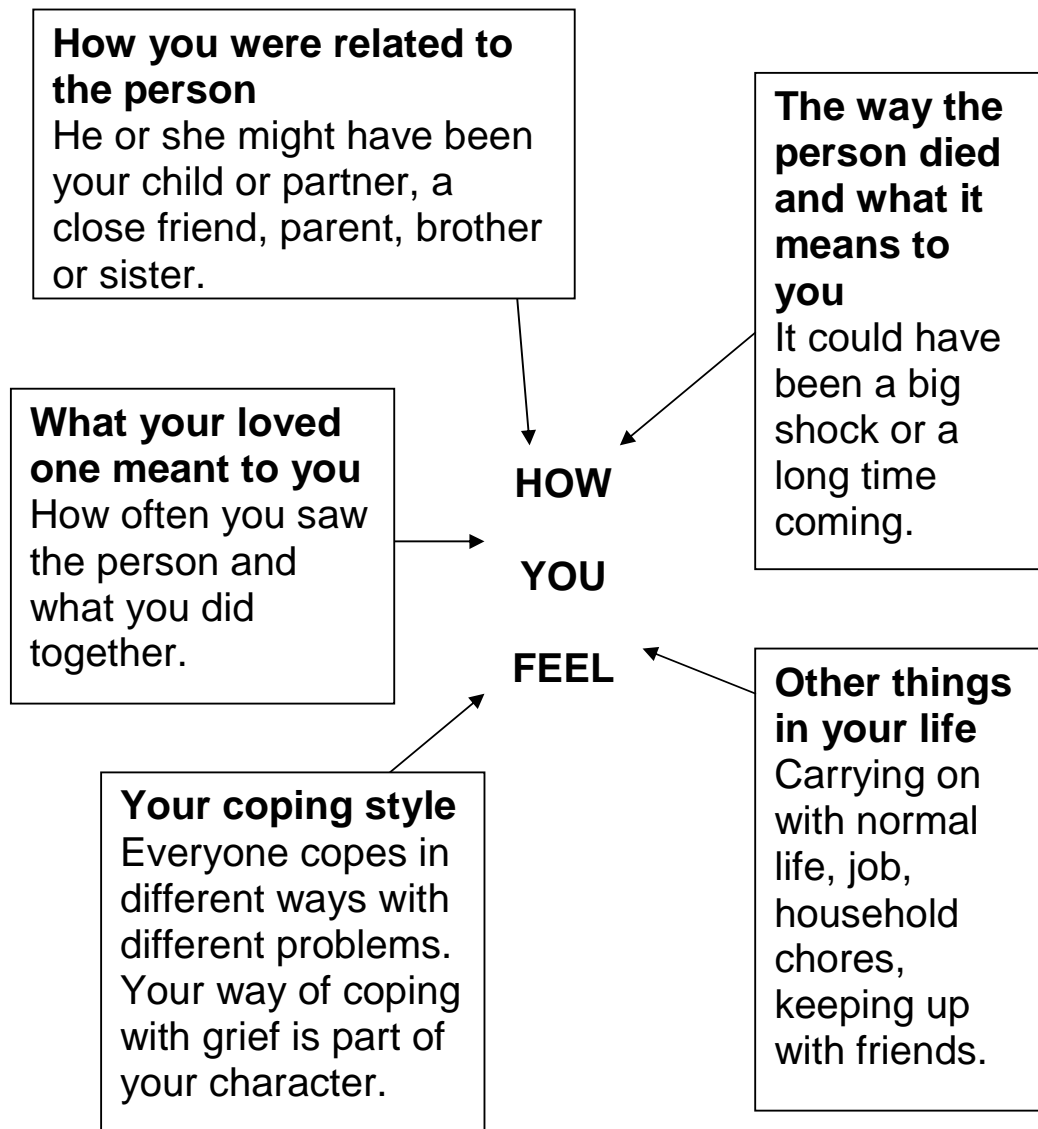 How you were related to
the person
He or she might have been
your child or partner, a
close friend, parent, brother
or sister.
The way the
person died
and what it
means to
you
It could have
been a big
shock or a
long time
coming.
What your loved
one meant to you
How often you saw
the person and
what you did
together.
HOW
YOU
FEEL
Your coping style
Everyone copes in
different ways with
different problems.
Your way of coping
with grief is part of
your character.
Other things
in your life
Carrying on
with normal
life, job,
household
chores,
keeping up
with friends.